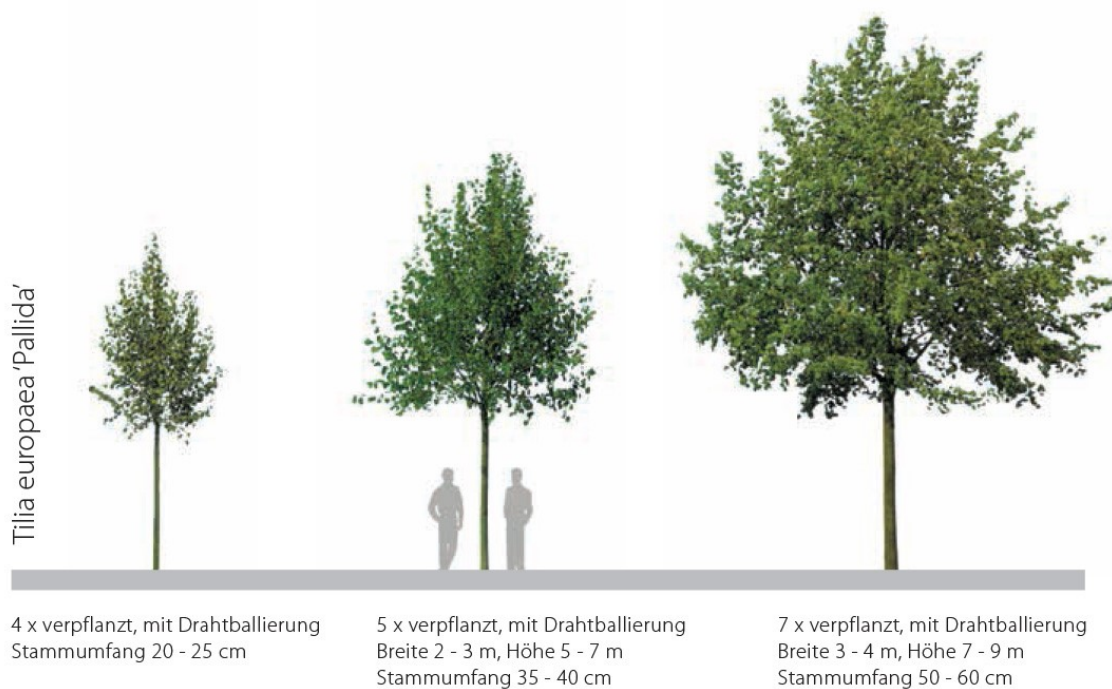 Tilia europaea ‘Pallida’
4 x verpflanzt, mit Drahtballierung
Stammumfang 20 - 25 cm
5 x verpflanzt, mit Drahtballierung
Breite 2 - 3 m, Höhe 5 - 7 m
Stammumfang 35 - 40 cm
7 x verpflanzt, mit Drahtballierung
Breite 3 - 4 m, Höhe 7 - 9 m
Stammumfang 50 - 60 cm